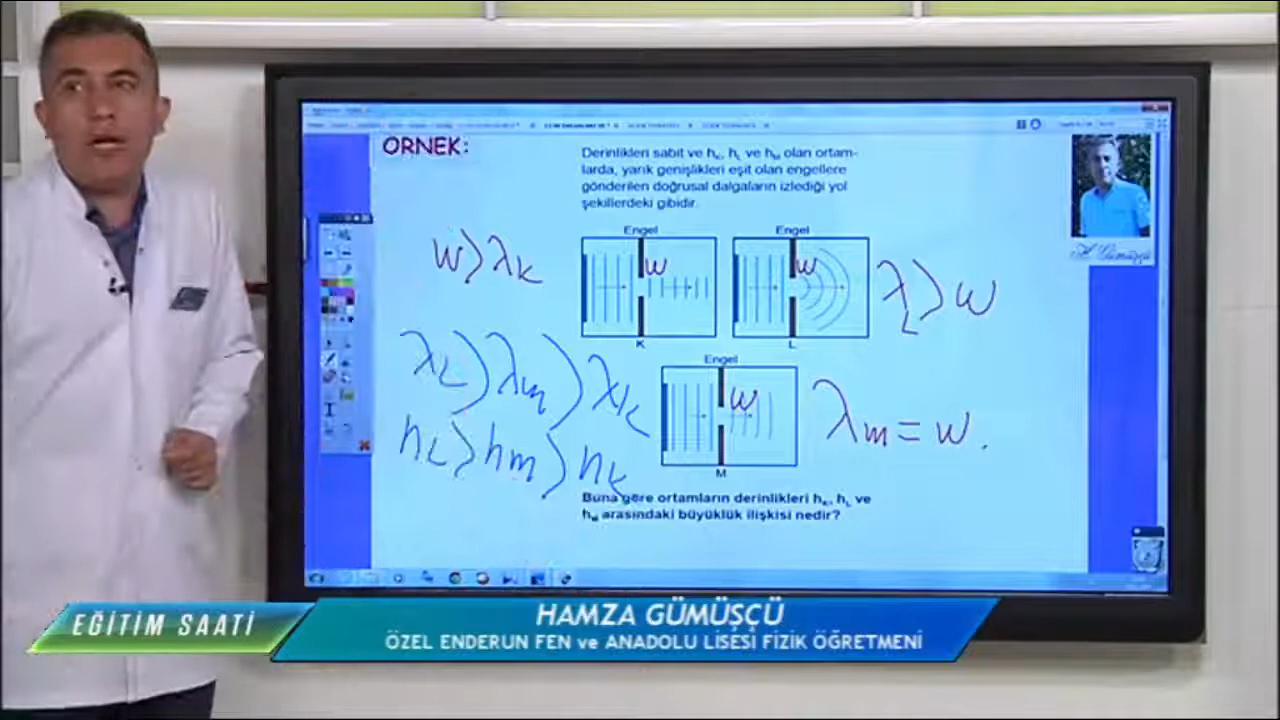 ÖRNEK:
Derinlikleri sabit ve hK, hL ve hM olan ortam-
larda, yarık genişlikleri eşit olan engellere
gönderilen doğrusal dalgaların izlediği yol
şekillerdeki gibidir.
Engel
Engel
w>λK
w
w
λL>w
K
L
Engel
λL>λm>λK
w
λm=w.
hL>hm>hK
M
Buna göre ortamların derinlikleri hK, hL ve
hM arasındaki büyüklük ilişkisi nedir?
H. Gümüşçü
EĞİTİM SAATİ
HAMZA GÜMÜŞÇÜ
ÖZEL ENDERUN FEN ve ANADOLU LİSESİ FİZİK ÖĞRETMENİ